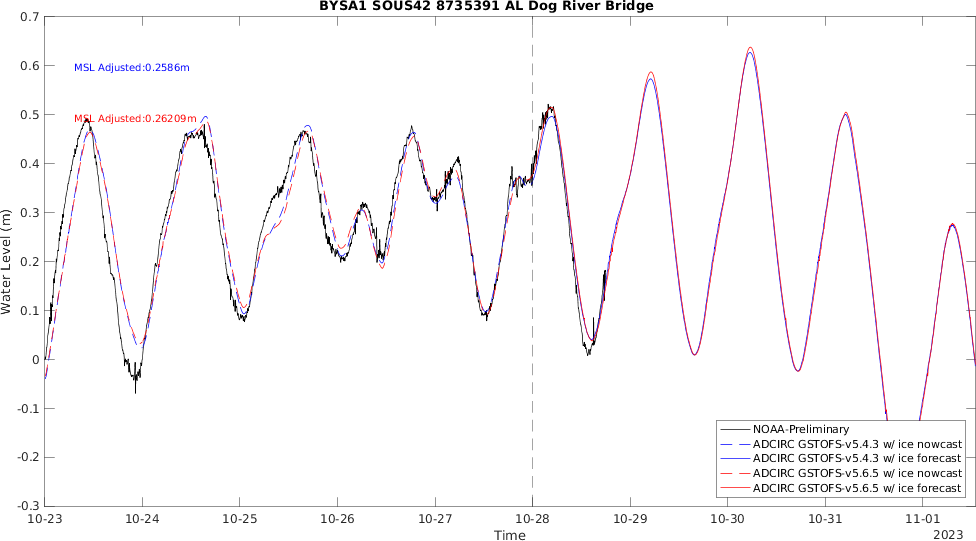 BYSA1 SOUS42 8735391 AL Dog River Bridge
0.7
0.6
0.5
0.4
0.3
0.2
0.1
0
-0.1
-0.2
-0.3
Water Level (m)
MSL Adjusted:0.2586m
MSL Adjusted:0.26209m
NOAA-Preliminary
ADCIRC GSTOFS-v5.4.3 w/ ice nowcast
ADCIRC GSTOFS-v5.4.3 w/ ice forecast
ADCIRC GSTOFS-v5.6.5 w/ ice nowcast
ADCIRC GSTOFS-v5.6.5 w/ ice forecast
10-23 10-24 10-25 10-26 10-27 10-28 10-29 10-30 10-31 11-01
Time
2023